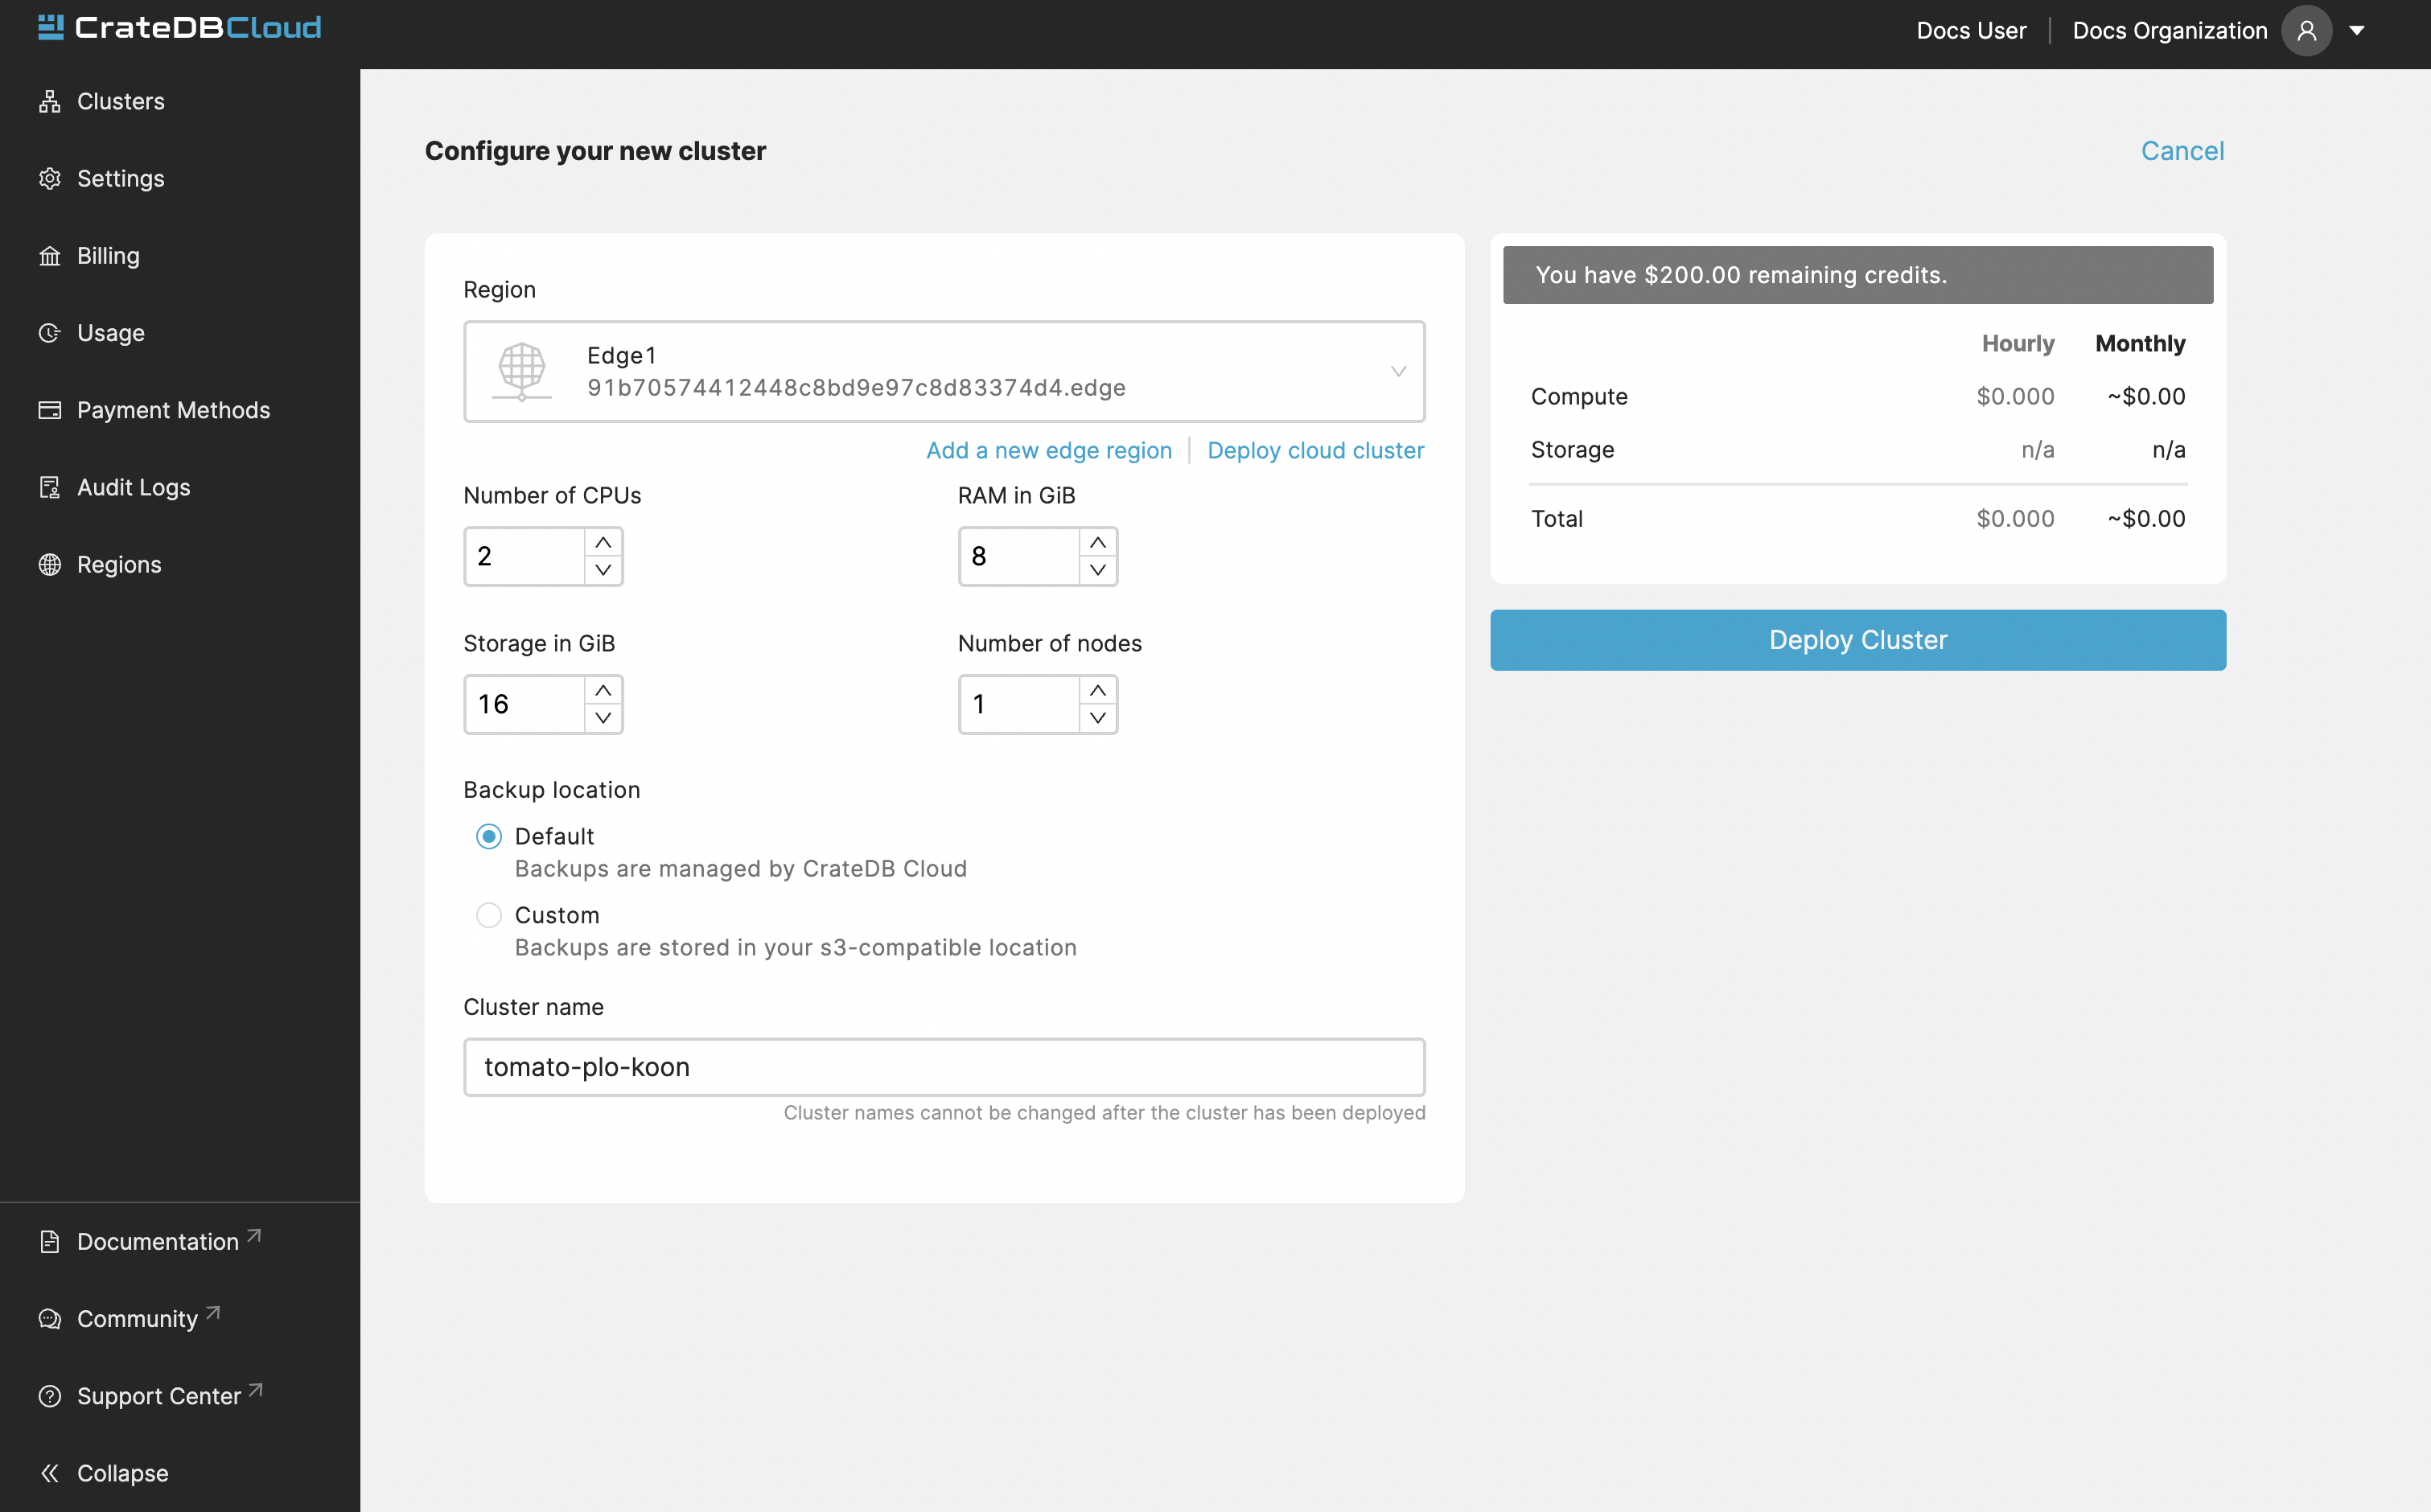 CrateDBCloud
Docs User
Docs Organization
Clusters
Settings
Billing
Usage
Payment Methods
Audit Logs
Regions
Documentation
Community
Support Center
Collapse
Configure your new cluster
Cancel
Region
Edge1
91b70574412448c8bd9e97c8d83374d4.edge
Add a new edge region
Deploy cloud cluster
Number of CPUs
2
RAM in GiB
8
Storage in GiB
16
Number of nodes
1
Backup location
Default
Backups are managed by CrateDB Cloud
Custom
Backups are stored in your s3-compatible location
Cluster name
tomato-plo-koon
Cluster names cannot be changed after the cluster has been deployed
You have $200.00 remaining credits.
Hourly Monthly
Compute $0.000 ~$0.00
Storage n/a n/a
Total $0.000 ~$0.00
Deploy Cluster